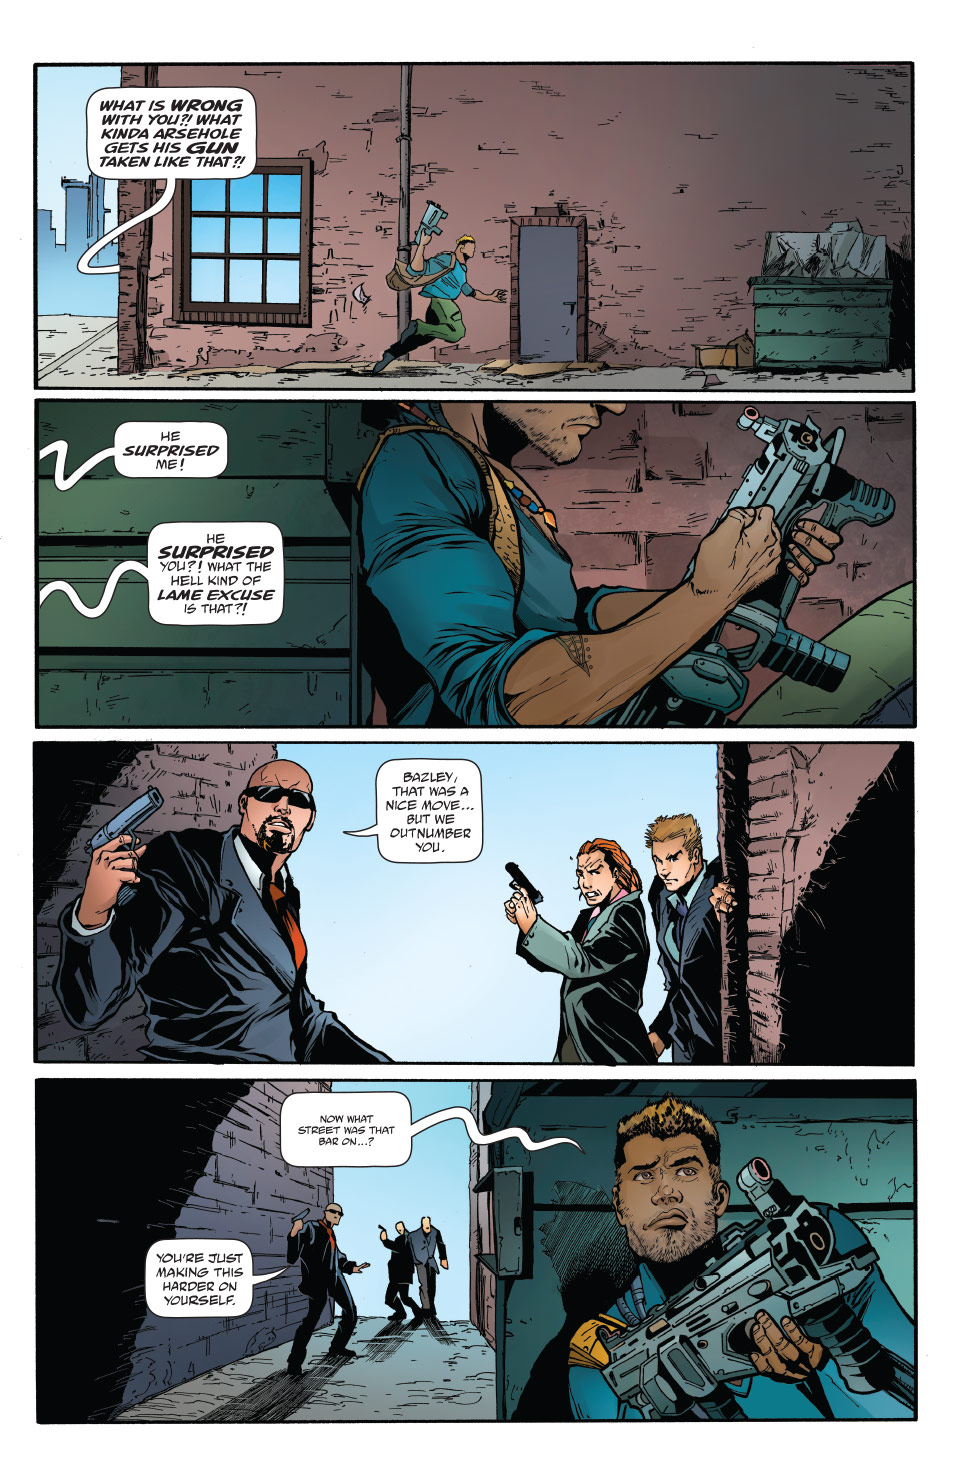 WHAT IS WRONG
WITH YOU?! WHAT
KINDA ARSEHOLE
GETS HIS GUN
TAKEN LIKE THAT?!
HE
SURPRISED
ME!
HE
SURPRISED
YOU?! WHAT THE
HELL KIND OF
LAME EXCUSE
IS THAT?!
BAZLEY,
THAT WAS A
NICE MOVE...
BUT WE
OUTNUMBER
YOU.
NOW WHAT
STREET WAS THAT
BAR ON...?
YOU'RE JUST
MAKING THIS
HARDER ON
YOURSELF.